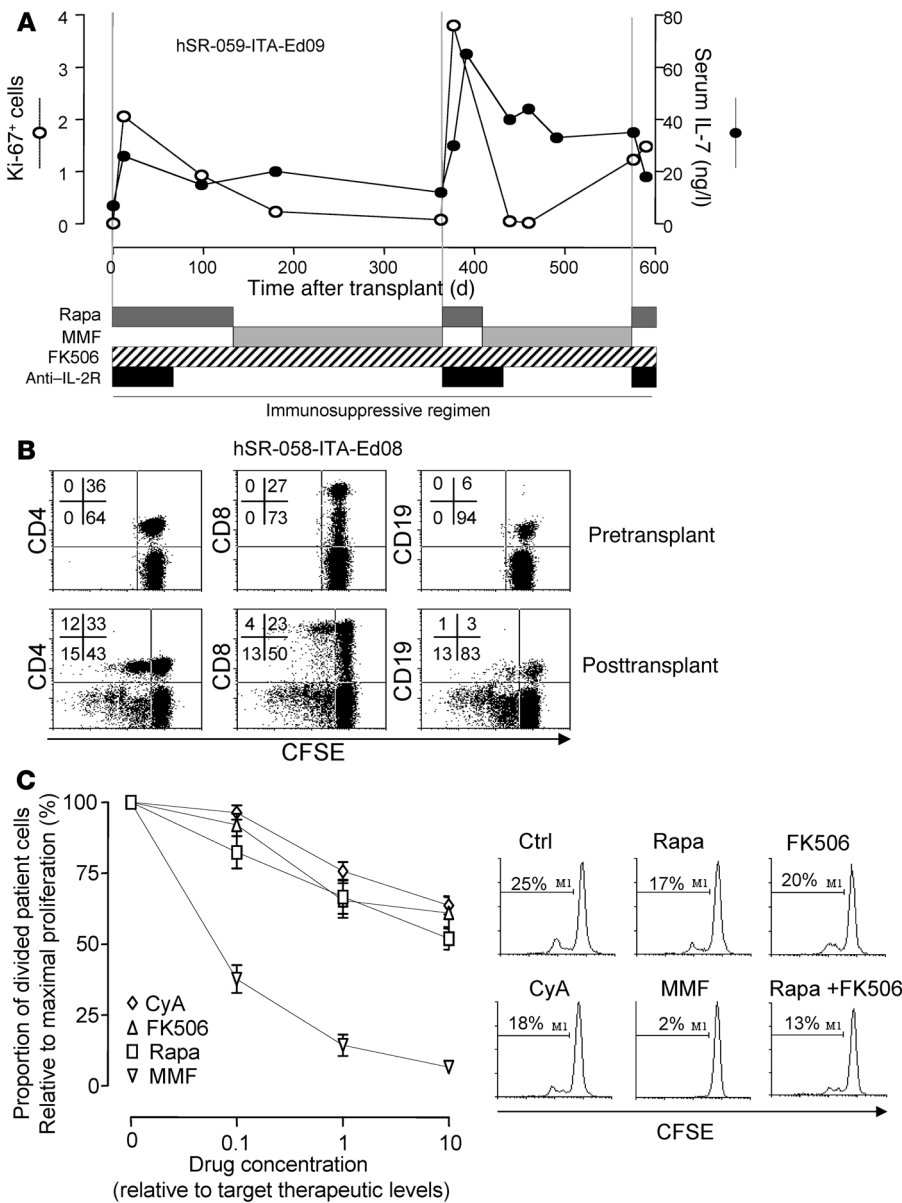 A
hSR-059-ITA-Ed09
Ki-67+ cells
4
3
2
1
0
Serum IL-7 (ng/l)
80
60
40
20
0
0 100 200 300 400 500 600
Time after transplant (d)
Rapa
MMF
FK506
Anti–IL-2R
Immunosuppressive regimen
B
hSR-058-ITA-Ed08
CD4
0 36
0 64
CD8
0 27
0 73
CD19
0 6
0 94
Pretransplant
CD4
12 33
15 43
CD8
4 23
13 50
CD19
1 3
13 83
Posttransplant
CFSE
C
Proportion of divided patient cells
Relative to maximal proliferation (%)
100
75
50
25
0
CyA
FK506
Rapa
MMF
0 0.1 1 10
Drug concentration
(relative to target therapeutic levels)
Ctrl Rapa FK506
25% M1 17% M1 20% M1
CyA MMF Rapa +FK506
18% M1 2% M1 13% M1
CFSE